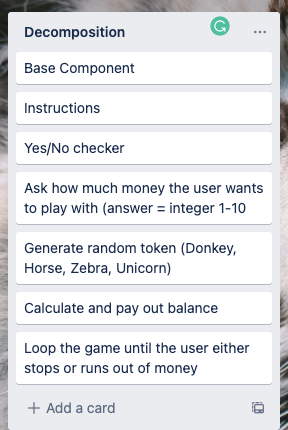 Decomposition
Base Component
Instructions
Yes/No checker
Ask how much money the user wants
to play with (answer = integer 1-10
Generate random token (Donkey,
Horse, Zebra, Unicorn)
Calculate and pay out balance
Loop the game until the user either
stops or runs out of money
+ Add a card